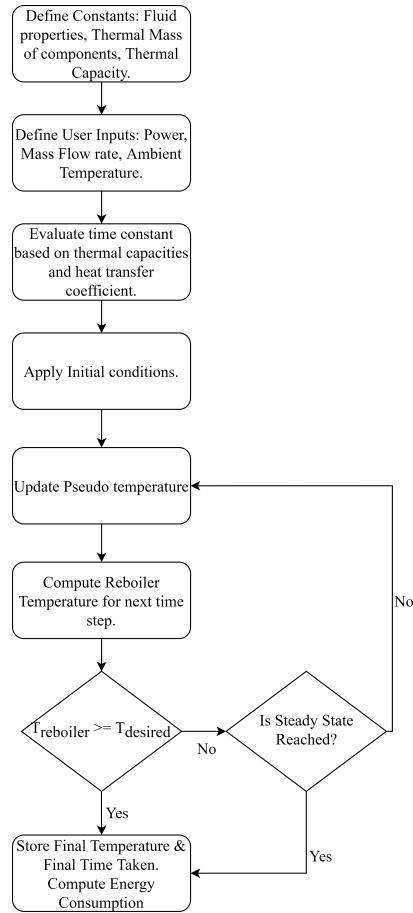 Define Constants: Fluid
properties, Thermal Mass
of components, Thermal
Capacity.
Define User Inputs: Power,
Mass Flow rate, Ambient
Temperature.
Evaluate time constant
based on thermal capacities
and heat transfer
coefficient.
Apply Initial conditions.
Update Pseudo temperature
Compute Reboiler
Temperature for next time
step.
Treboiler >= Tdesired
No
Is Steady State
Reached?
No
Yes
Yes
Store Final Temperature &
Final Time Taken.
Compute Energy
Consumption